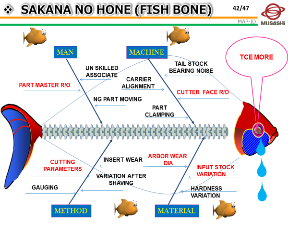 ❖ SAKANA NO HONE (FISH BONE)
42/47
MUSASHI
MAN
MACHINE
TCE MORE
UN SKILLED
ASSOCIATE
TAIL STOCK
BEARING NOISE
PART MASTER R/O
CARRIER
ALIGNMENT
CUTTER FACE R/O
NG PART MOVING
PART
CLAMPING
CUTTING
PARAMETERS
INSERT WEAR
ARBOR WEAR
DIA
INPUT STOCK
VARIATION
VARIATION AFTER
SHAVING
GAUGING
HARDNESS
VARIATION
METHOD
MATERIAL